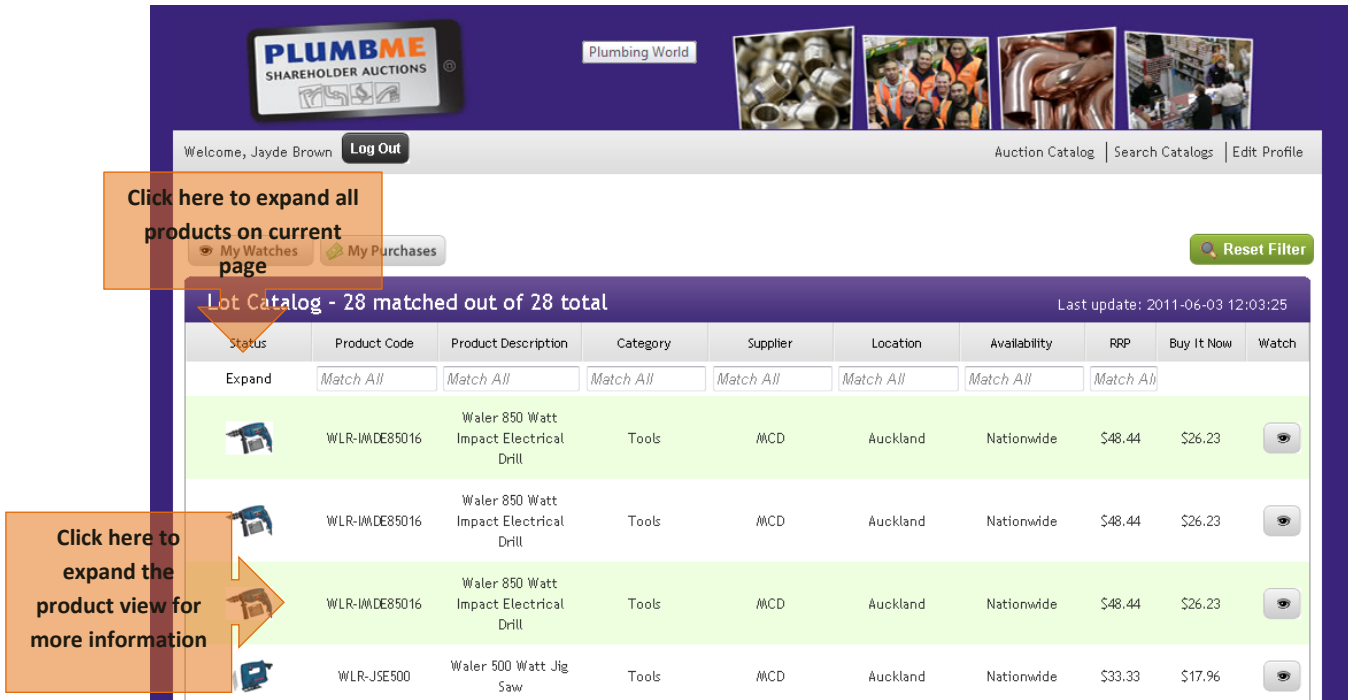 PLUMBME
SHAREHOLDER AUCTIONS
Plumbing World
Welcome, Jayde Brown
Log Out
Auction Catalog | Search Catalogs | Edit Profile
Click here to expand all
products on current
page
My Watches
My Purchases
Reset Filter
Lot Catalog - 28 matched out of 28 total
Last update: 2011-06-03 12:03:25
Status Product Code Product Description Category Supplier Location Availability RRP Buy It Now Watch
Expand Match All Match All Match All Match All Match All Match All Match All
Waler 850 Watt
WLR-IMDE85016 Impact Electrical Tools MCD Auckland Nationwide $48.44 $26.23
Drill
Waler 850 Watt
WLR-IMDE85016 Impact Electrical Tools MCD Auckland Nationwide $48.44 $26.23
Drill
Click here to
expand the
product view for
more information
Waler 850 Watt
WLR-IMDE85016 Impact Electrical Tools MCD Auckland Nationwide $48.44 $26.23
Drill
Waler 500 Watt Jig
WLR-JSE500 Tools MCD Auckland Nationwide $33.33 $17.96
Saw